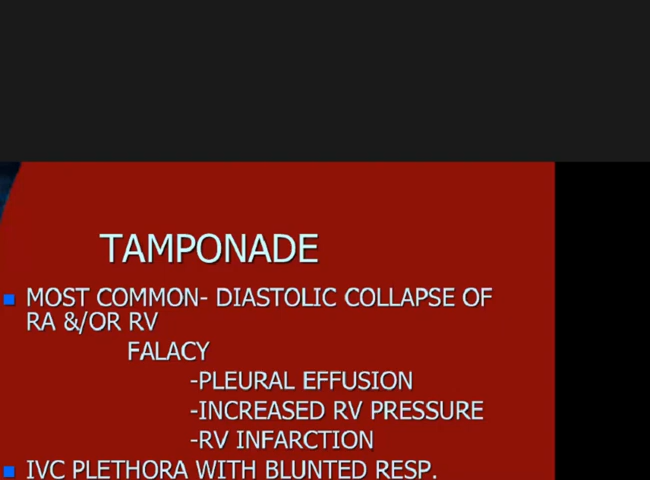 TAMPONADE
MOST COMMON- DIASTOLIC COLLAPSE OF
RA &/OR RV
FALACY
-PLEURAL EFFUSION
-INCREASED RV PRESSURE
-RV INFARCTION
IVC PLETHORA WITH BLUNTED RESP.